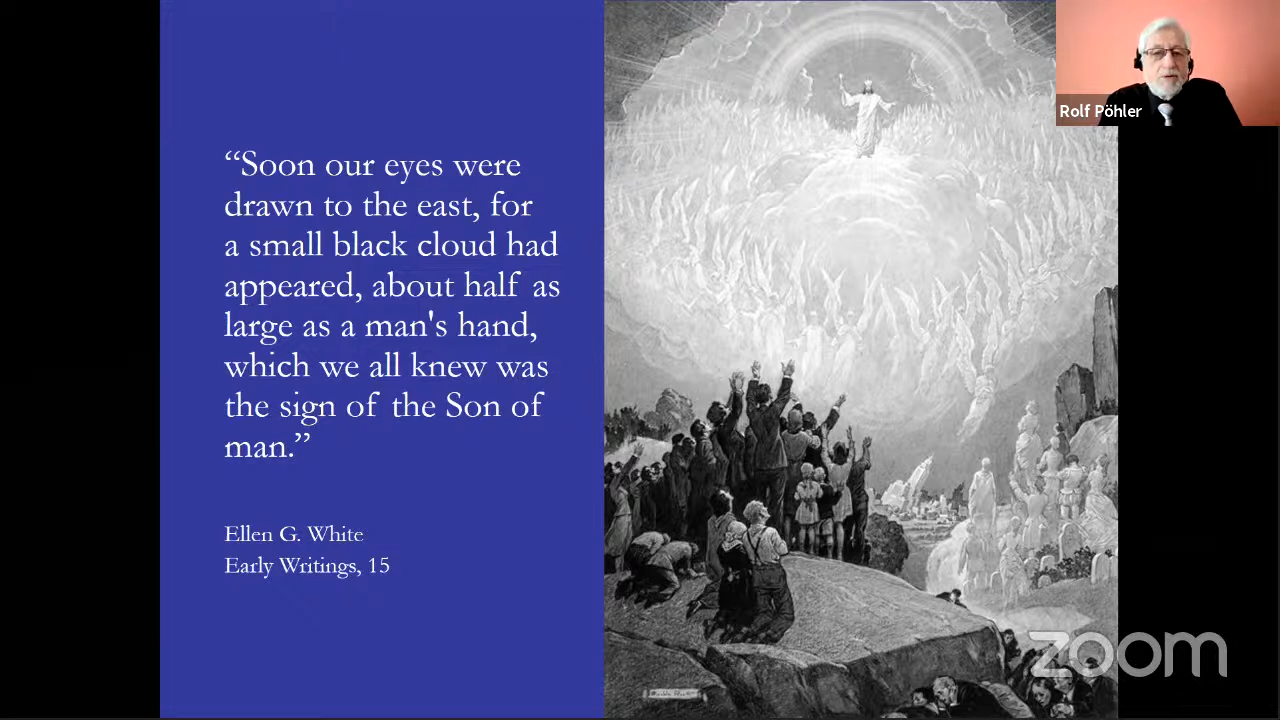 “Soon our eyes were
drawn to the east, for
a small black cloud had
appeared, about half as
large as a man's hand,
which we all knew was
the sign of the Son of
man.”
Ellen G. White
Early Writings, 15
Rolf Pöhler
zoom